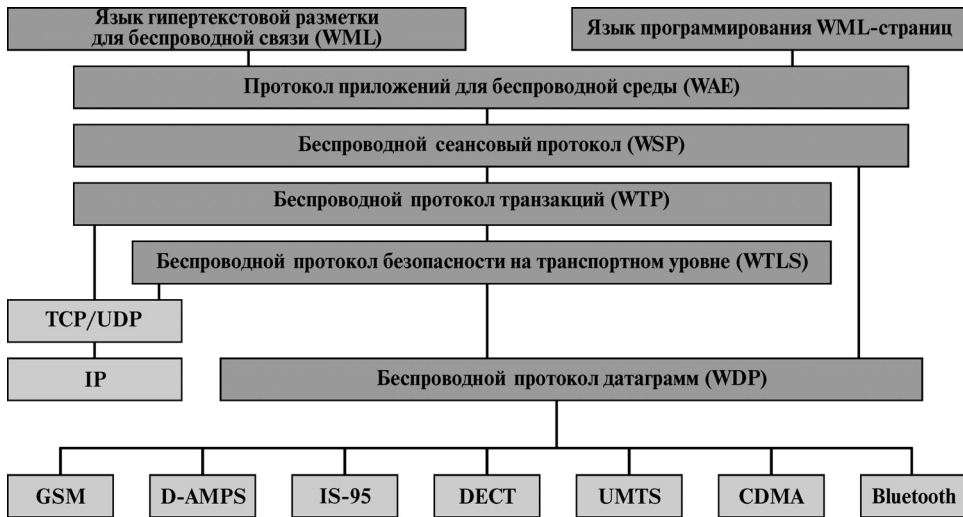 Язык гипертекстовой разметки
для беспроводной связи (WML)
Язык программирования WML-страниц
Протокол приложений для беспроводной среды (WAE)
Беспроводной сеансовый протокол (WSP)
Беспроводной протокол транзакций (WTP)
Беспроводной протокол безопасности на транспортном уровне (WTLS)
TCP/UDP
IP
Беспроводной протокол датаграмм (WDP)
GSM
D-AMPS
IS-95
DECT
UMTS
CDMA
Bluetooth